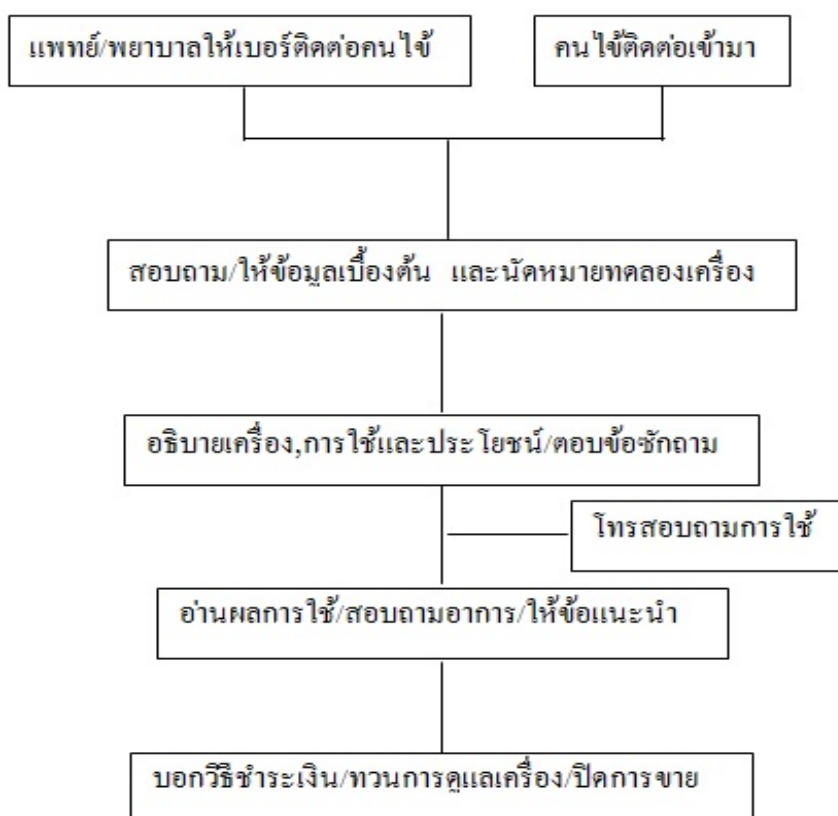 แพทย์/พยาบาลให้เบอร์ติดต่อคนไข้
คนไข้ติดต่อเข้ามา
สอบถาม/ให้ข้อมูลเบื้องต้น และนัดหมายทดลองเครื่อง
อธิบายเครื่อง,การใช้และประโยชน์/ตอบข้อซักถาม
โทรสอบถามการใช้
อ่านผลการใช้/สอบถามอาการ/ให้ข้อแนะนำ
บอกวิธีชำระเงิน/ทวนการดูแลเครื่อง/ปิดการขาย